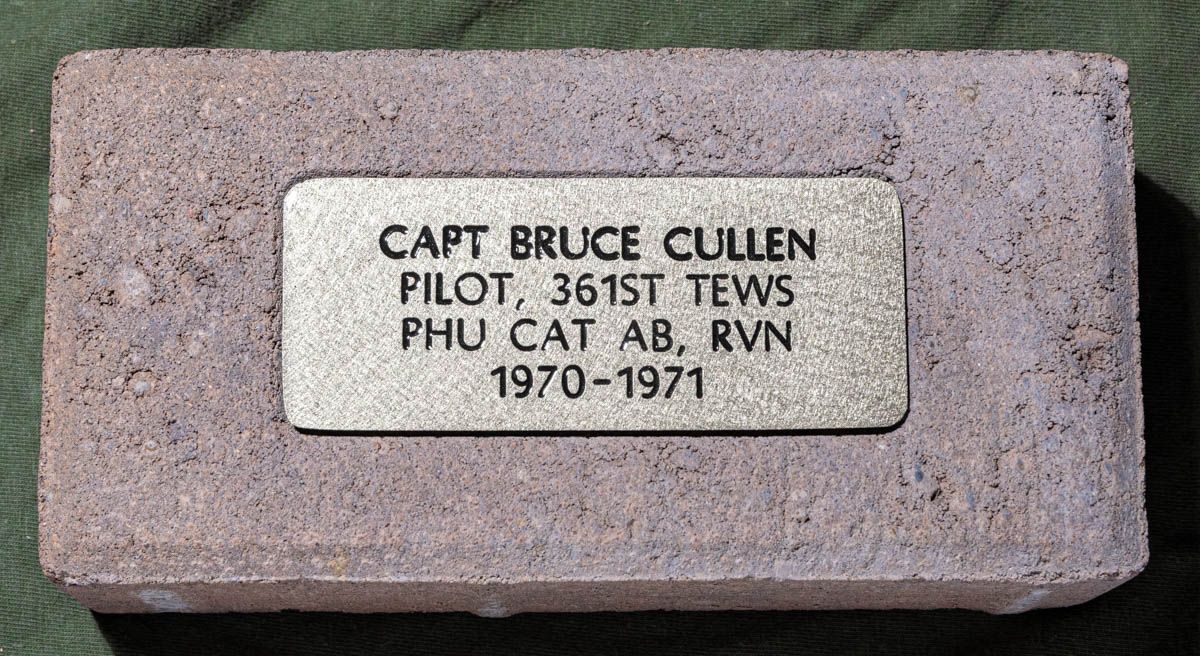 CAPT BRUCE CULLEN
PILOT, 361ST TEWS
PHU CAT AB, RVN
1970-1971